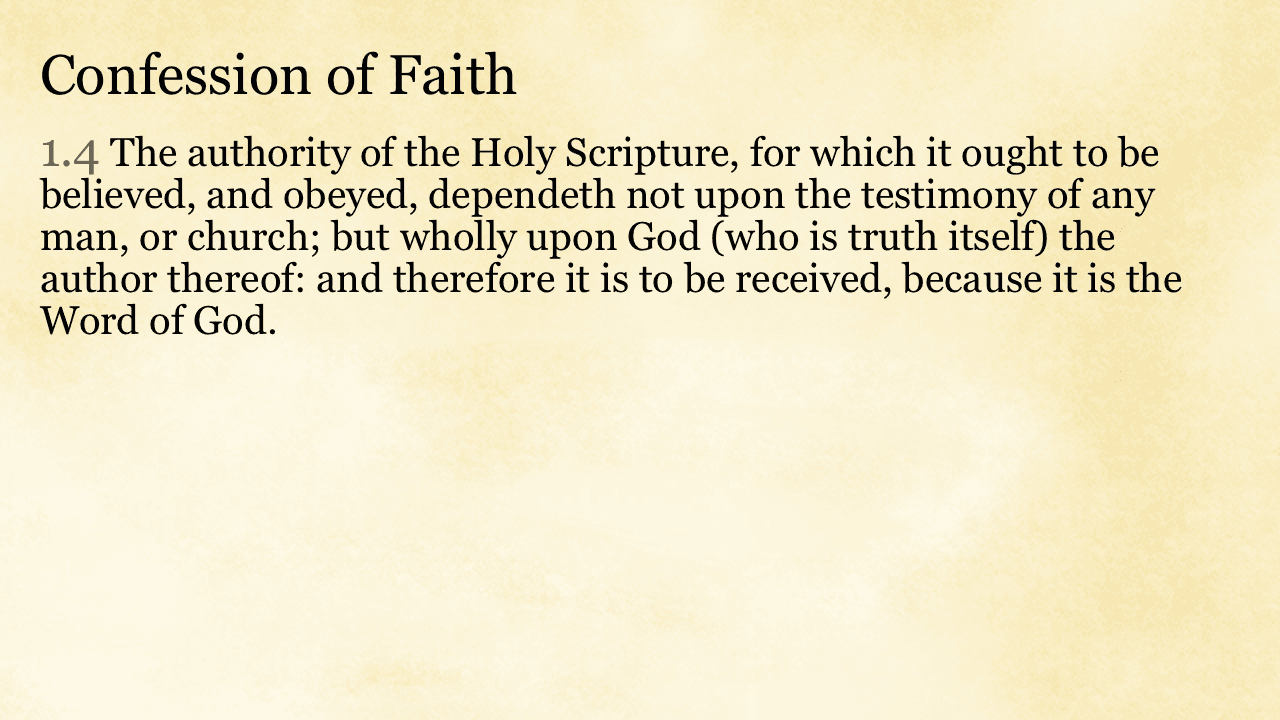 Confession of Faith
1.4 The authority of the Holy Scripture, for which it ought to be
believed, and obeyed, dependeth not upon the testimony of any
man, or church; but wholly upon God (who is truth itself) the
author thereof: and therefore it is to be received, because it is the
Word of God.